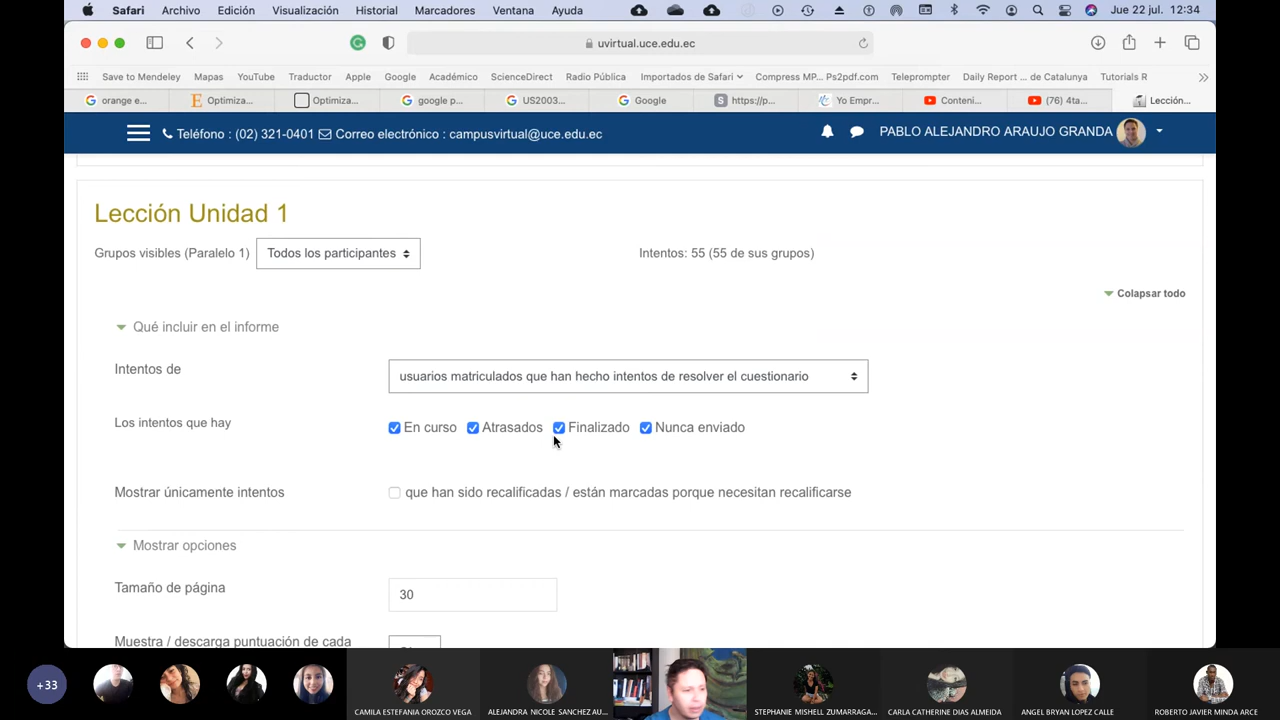 Safari Archivo Edición Visualización Historial Marcadores Ventana Ayuda Jue 22 jul. 12:34
uvirtual.uce.edu.ec
Save to Mendeley Mapas YouTube Traductor Apple Google Académico ScienceDirect Radio Pública Importados de Safari Compress MP... Ps2pdf.com Teleprompter Daily Report ... de Catalunya Tutorials R
orange e... Optimiza... Optimiza... google p... US2003... Google https://p... Yo Empr... Conteni... (76) 4ta... Lección...
Teléfono : (02) 321-0401 Correo electrónico : campusvirtual@uce.edu.ec PABLO ALEJANDRO ARAUJO GRANDA
Lección Unidad 1
Grupos visibles (Paralelo 1) Todos los participantes Intentos: 55 (55 de sus grupos)
Colapsar todo
Qué incluir en el informe
Intentos de usuarios matriculados que han hecho intentos de resolver el cuestionario
Los intentos que hay En curso Atrasados Finalizado Nunca enviado
Mostrar únicamente intentos que han sido recalificadas / están marcadas porque necesitan recalificarse
Mostrar opciones
Tamaño de página 30
Muestra / descarga puntuación de cada
+33 CAMILA ESTEFANIA OROZCO VEGA ALEJANDRA NICOLE SANCHEZ AU... STEPHANIE MISHELL ZUMARRAGA... CARLA CATHERINE DIAS ALMEIDA ANGEL BRYAN LOPEZ CALLE ROBERTO JAVIER MINDA ARCE